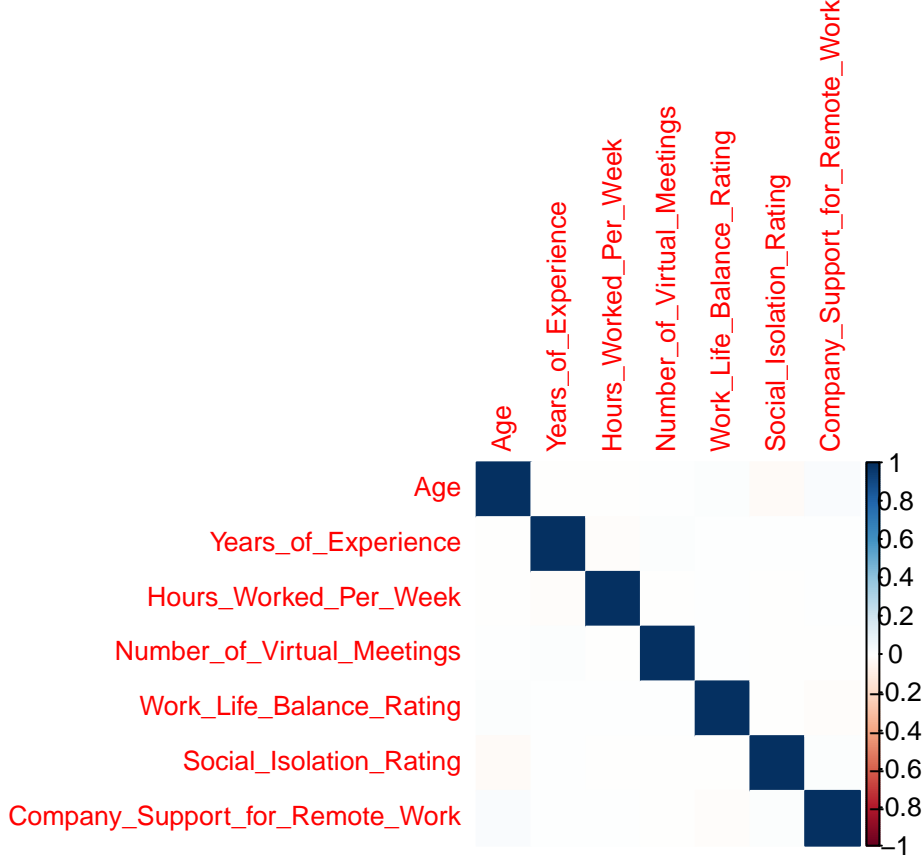 Age
Years_of_Experience
Hours_Worked_Per_Week
Number_of_Virtual_Meetings
Work_Life_Balance_Rating
Social_Isolation_Rating
Company_Support_for_Remote_Work
Age
Years_of_Experience
Hours_Worked_Per_Week
Number_of_Virtual_Meetings
Work_Life_Balance_Rating
Social_Isolation_Rating
Company_Support_for_Remote_Work
1
0.8
0.6
0.4
0.2
0
−0.2
−0.4
−0.6
−0.8
−1